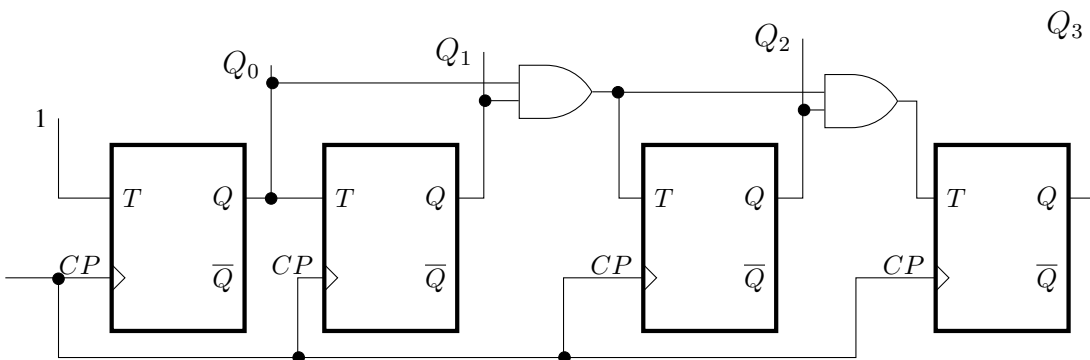 Q₀ Q₁ Q₂ Q₃
1
T Q T Q T Q T Q
CP Q̅ CP Q̅ CP Q̅ CP Q̅